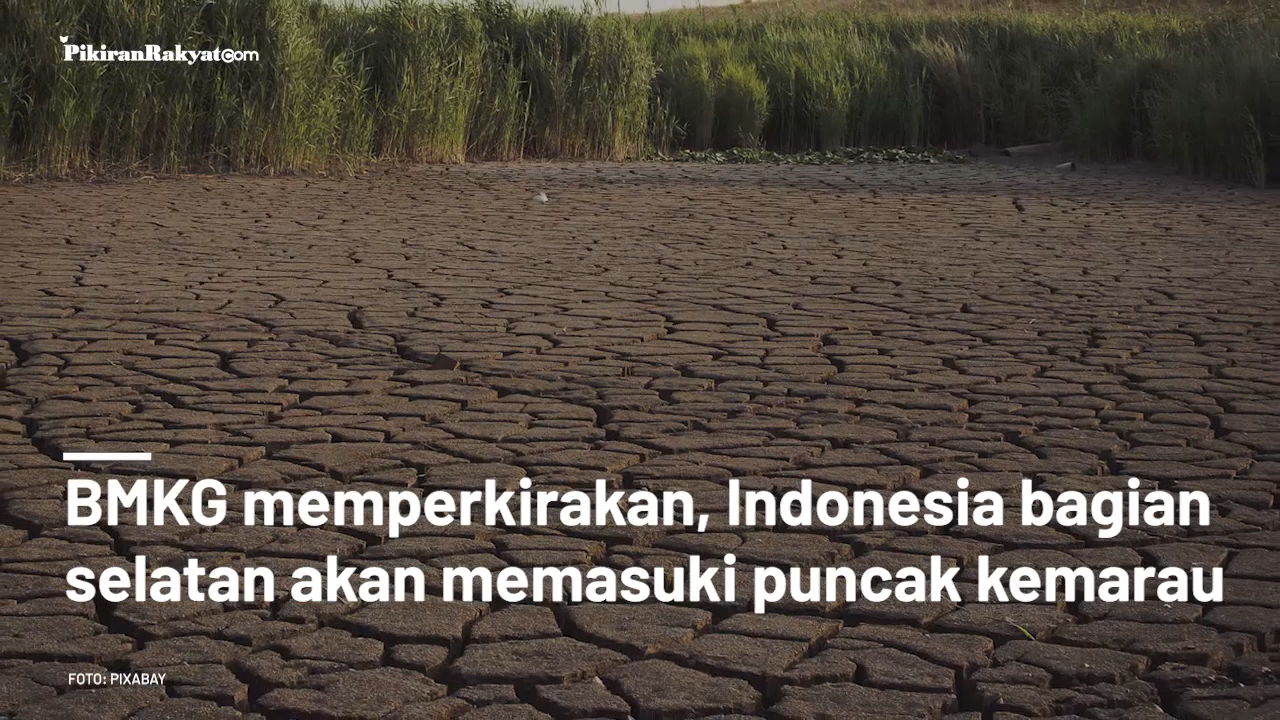 PikiranRakyat.com
BMKG memperkirakan, Indonesia bagian
selatan akan memasuki puncak kemarau
FOTO: PIXABAY